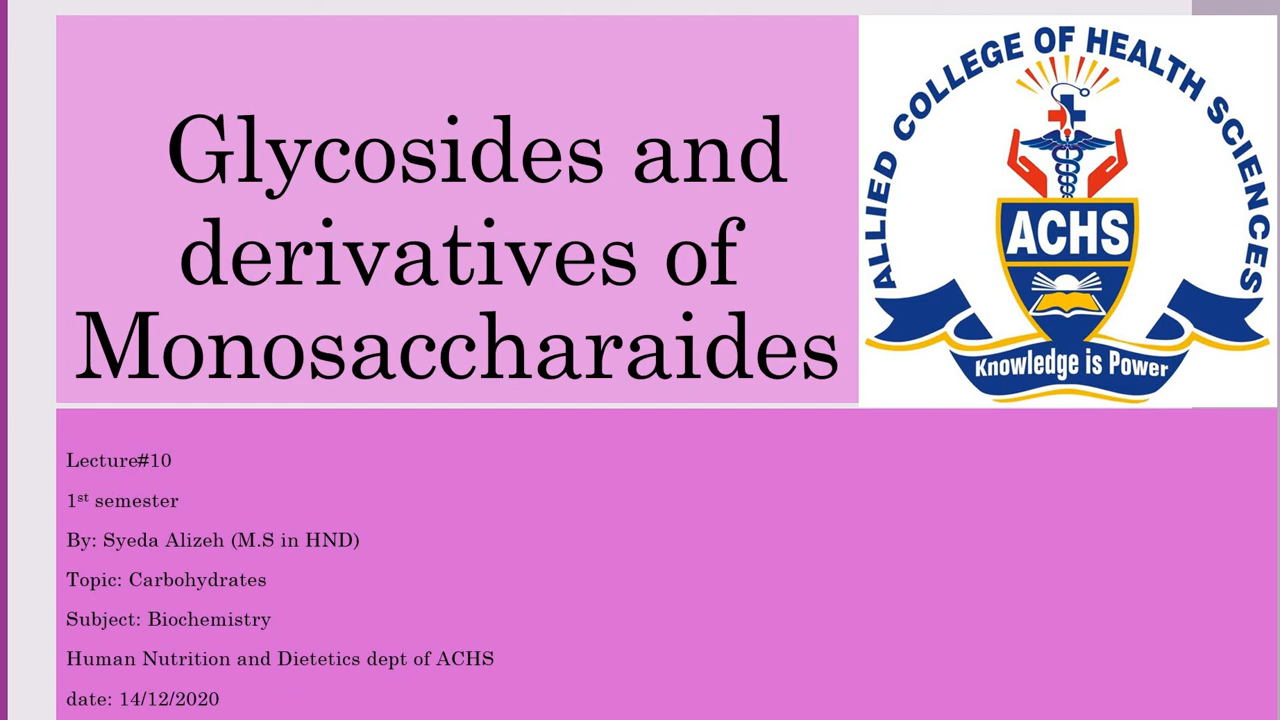 Glycosides and
derivatives of
Monosaccharaides
ALLIED COLLEGE OF HEALTH SCIENCES
ACHS
Knowledge is Power
Lecture#10
1st semester
By: Syeda Alizeh (M.S in HND)
Topic: Carbohydrates
Subject: Biochemistry
Human Nutrition and Dietetics dept of ACHS
date: 14/12/2020